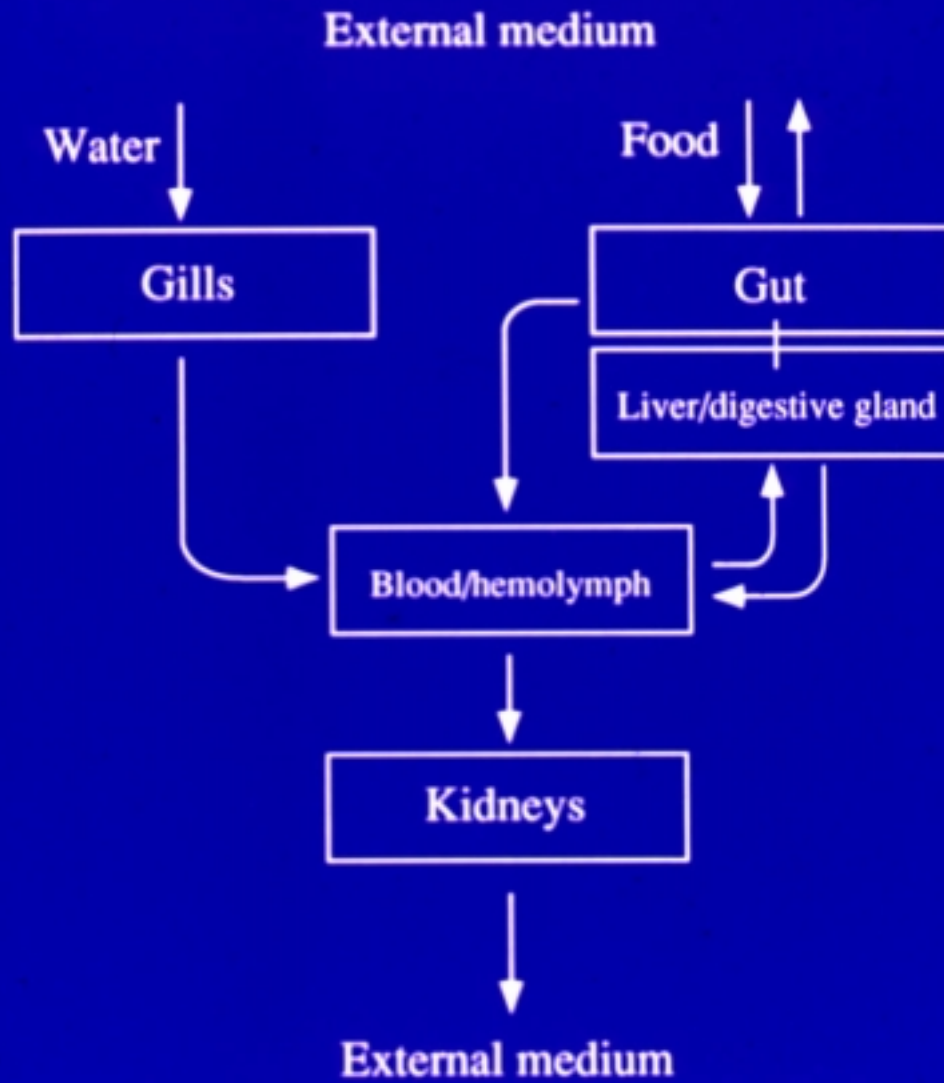 External medium
Water
Food
Gills
Gut
Liver/digestive gland
Blood/hemolymph
Kidneys
External medium